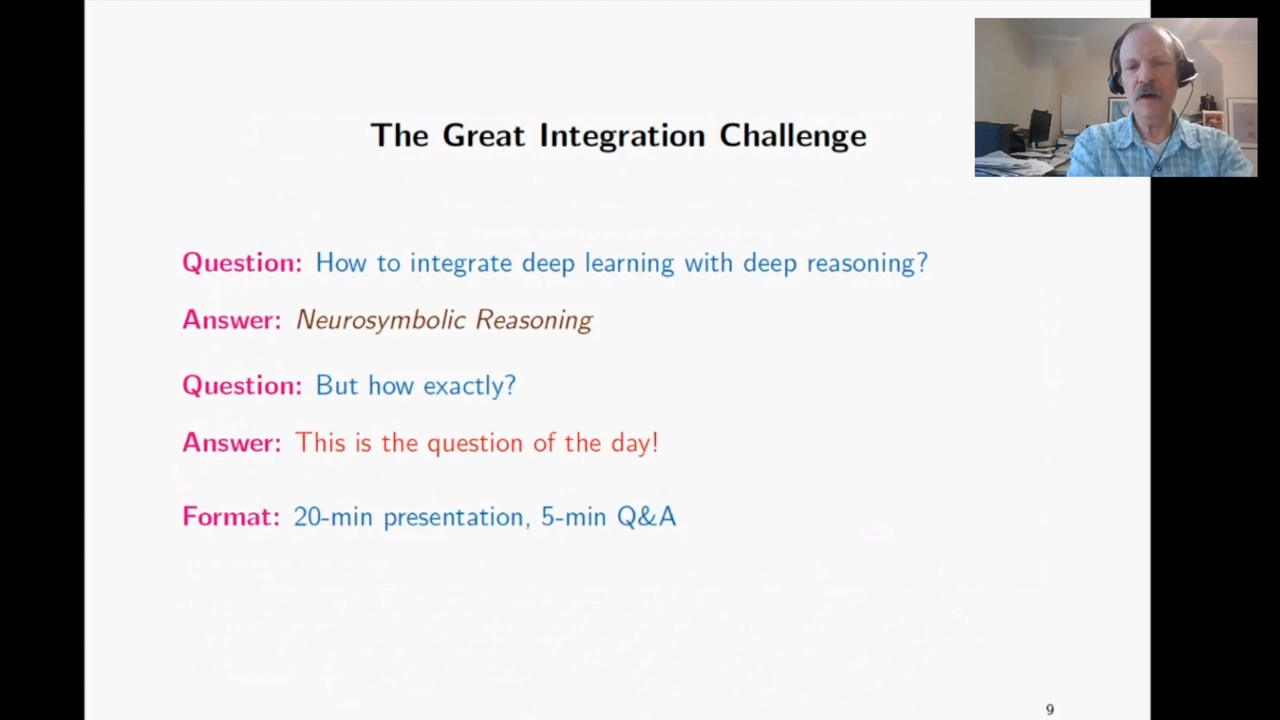 The Great Integration Challenge
Question: How to integrate deep learning with deep reasoning?
Answer: Neurosymbolic Reasoning
Question: But how exactly?
Answer: This is the question of the day!
Format: 20-min presentation, 5-min Q&A
9